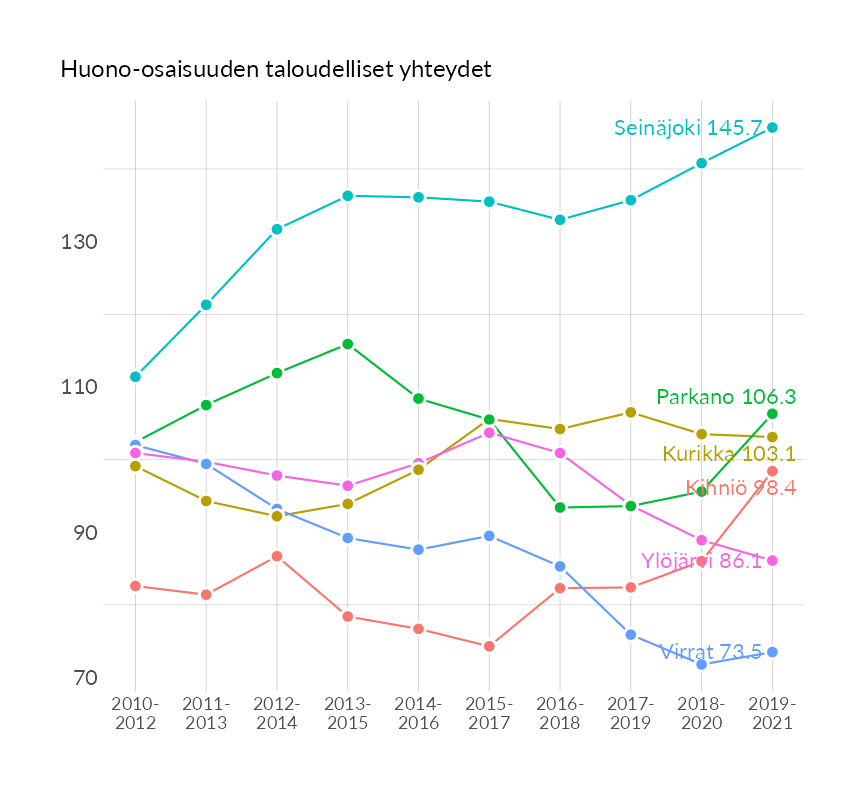 Huono-osaisuuden taloudelliset yhteydet
Seinäjoki 145.7
130
110
Parkano 106.3
Kurikka 103.1
Kihniö 98.4
90
Ylöjärvi 86.1
Virrat 73.5
70
2010- 2011- 2012- 2013- 2014- 2015- 2016- 2017- 2018- 2019-
2012 2013 2014 2015 2016 2017 2018 2019 2020 2021